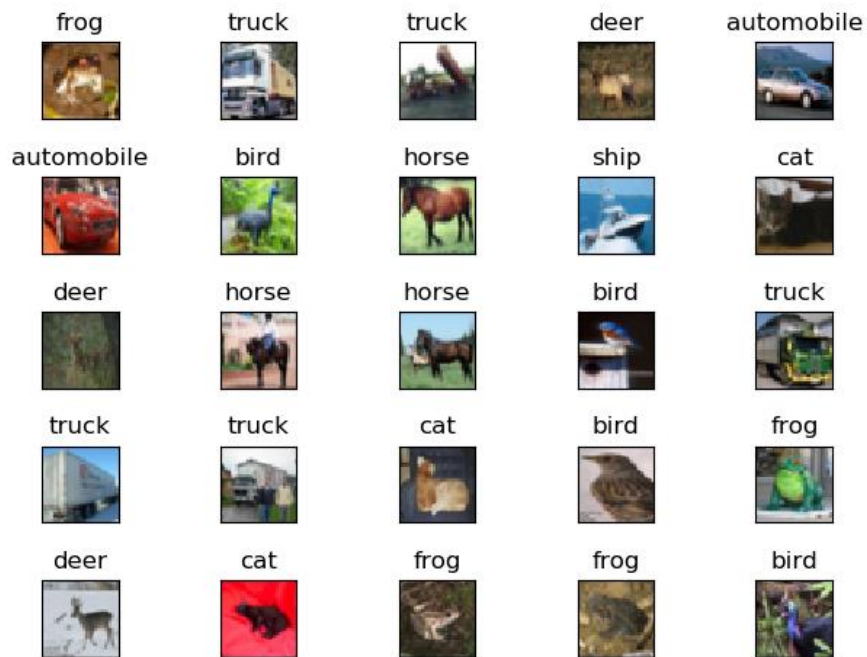 frog truck truck deer automobile
automobile bird horse ship cat
deer horse horse bird truck
truck truck cat bird frog
deer cat frog frog bird